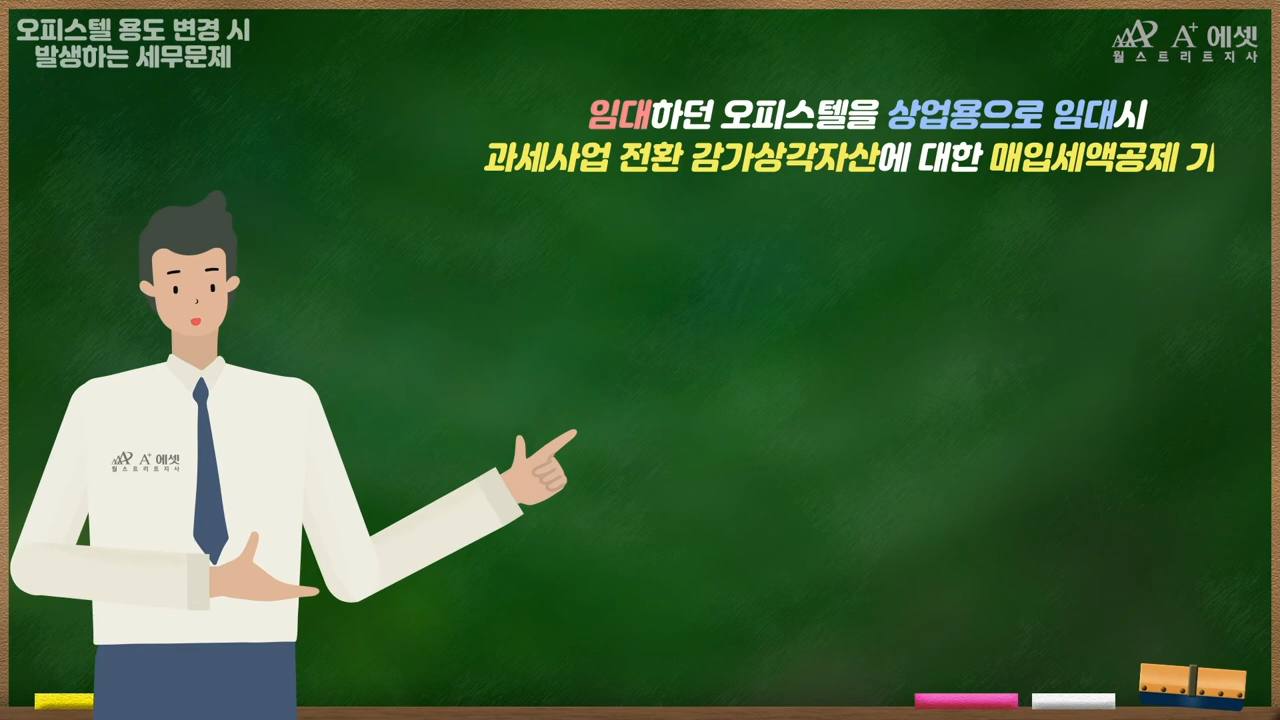 오피스텔 용도 변경 시
발생하는 세무문제
A+ 에셋
월스트리트지사
임대하던 오피스텔을 상업용으로 임대시
과세사업 전환 감가상각자산에 대한 매입세액공제
A+ 에셋
월스트리트지사